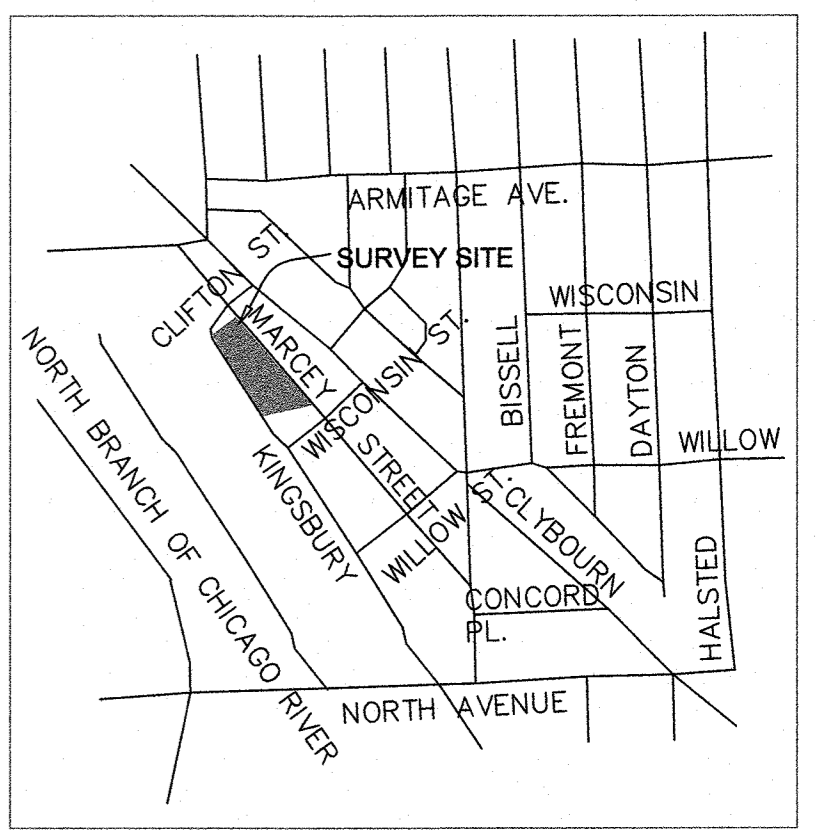 ARMITAGE AVE.
ST.
SURVEY SITE
CLIFTON
WISCONSIN
MARCEY
STREET
WISCONSIN
ST.
BISSELL
FREMONT
DAYTON
WILLOW
NORTH BRANCH OF CHICAGO RIVER
KINGSBURY
WILLOW
ST.
CLYBOURN
CONCORD
PL.
HALSTED
NORTH AVENUE